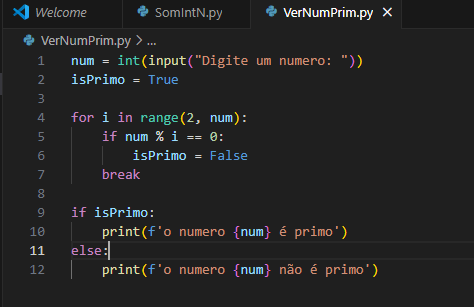 Welcome SomIntN.py VerNumPrim.py ×
VerNumPrim.py > ...
1 num = int(input("Digite um numero: "))
2 isPrimo = True
3
4 for i in range(2, num):
5 if num % i == 0:
6 isPrimo = False
7 break
8
9 if isPrimo:
10 print(f'o numero {num} é primo')
11 else:
12 print(f'o numero {num} não é primo')